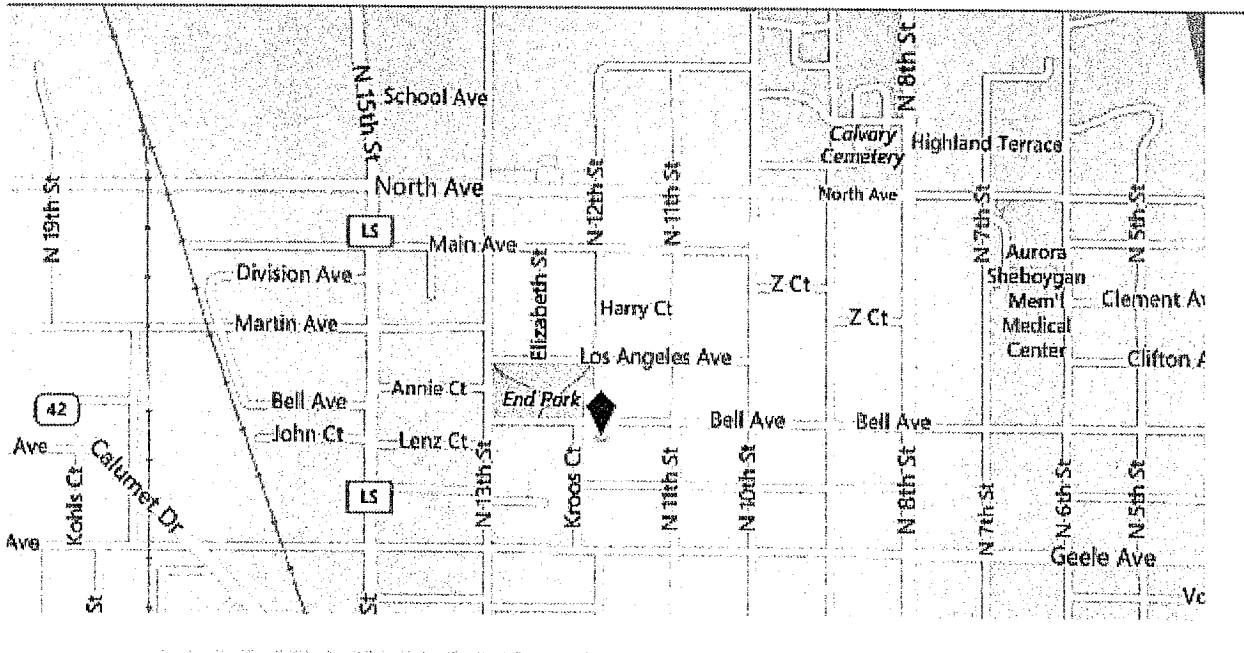 N 15th St
School Ave
N 8th St
Calvary
Cemetery
Highland Terrace
North Ave
North Ave
N 19th St
N 12th St
N 11th St
N 7th St
N 5th St
LS
Main Ave
Elizabeth St
Division Ave
Z Ct
Aurora
Sheboygan
Mem'l
Medical
Center
Harry Ct
Clement Av
Martin Ave
Z Ct
Los Angeles Ave
Clifton A
Annie Ct
End Park
42
Bell Ave
Bell Ave
Bell Ave
John Ct
Lenz Ct
Ave
Calumet Dr
Kohls Ct
LS
N 13th St
Kroos Ct
N 11th St
N 10th St
N 8th St
N 7th St
N 6th St
N 5th St
Ave
Geele Ave
St
St
Vo